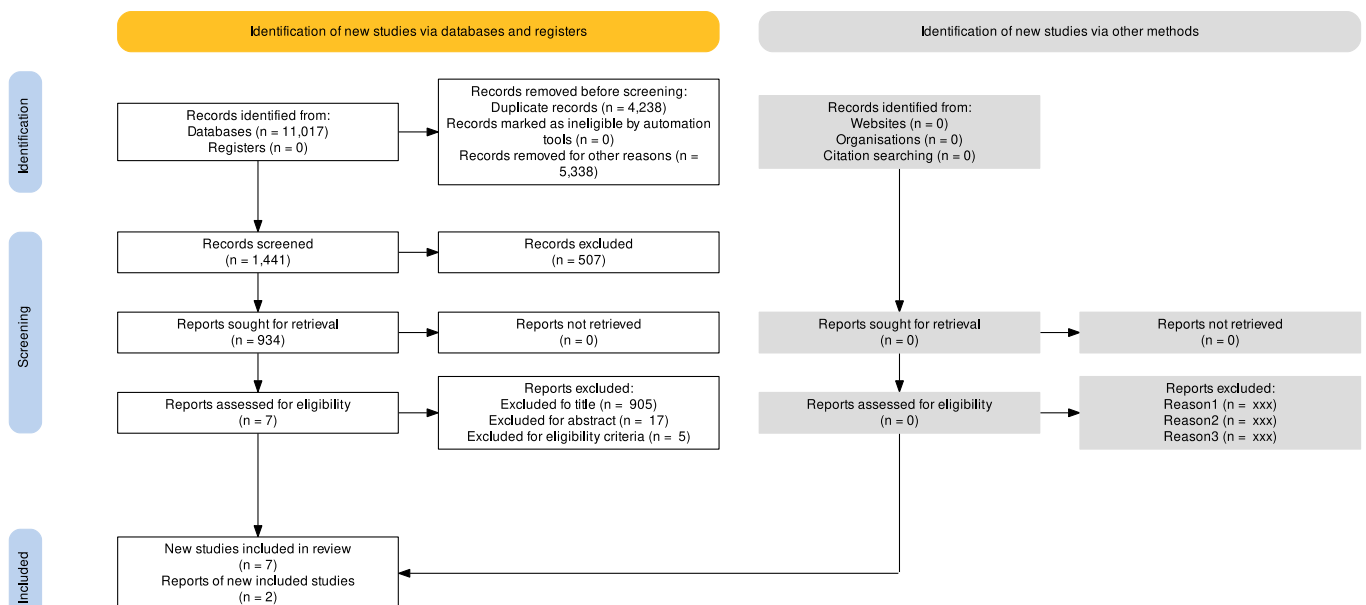 Identification of new studies via databases and registers
Identification of new studies via other methods
Identification
Records identified from:
Databases (n = 11,017)
Registers (n = 0)
Records removed before screening:
Duplicate records (n = 4,238)
Records marked as ineligible by automation
tools (n = 0)
Records removed for other reasons (n =
5,338)
Records identified from:
Websites (n = 0)
Organisations (n = 0)
Citation searching (n = 0)
Screening
Records screened
(n = 1,441)
Records excluded
(n = 507)
Reports sought for retrieval
(n = 934)
Reports not retrieved
(n = 0)
Reports sought for retrieval
(n = 0)
Reports not retrieved
(n = 0)
Reports assessed for eligibility
(n = 7)
Reports excluded:
Excluded fo title (n = 905)
Excluded for abstract (n = 17)
Excluded for eligibility criteria (n = 5)
Reports assessed for eligibility
(n = 0)
Reports excluded:
Reason1 (n = xxx)
Reason2 (n = xxx)
Reason3 (n = xxx)
Included
New studies included in review
(n = 7)
Reports of new included studies
(n = 2)